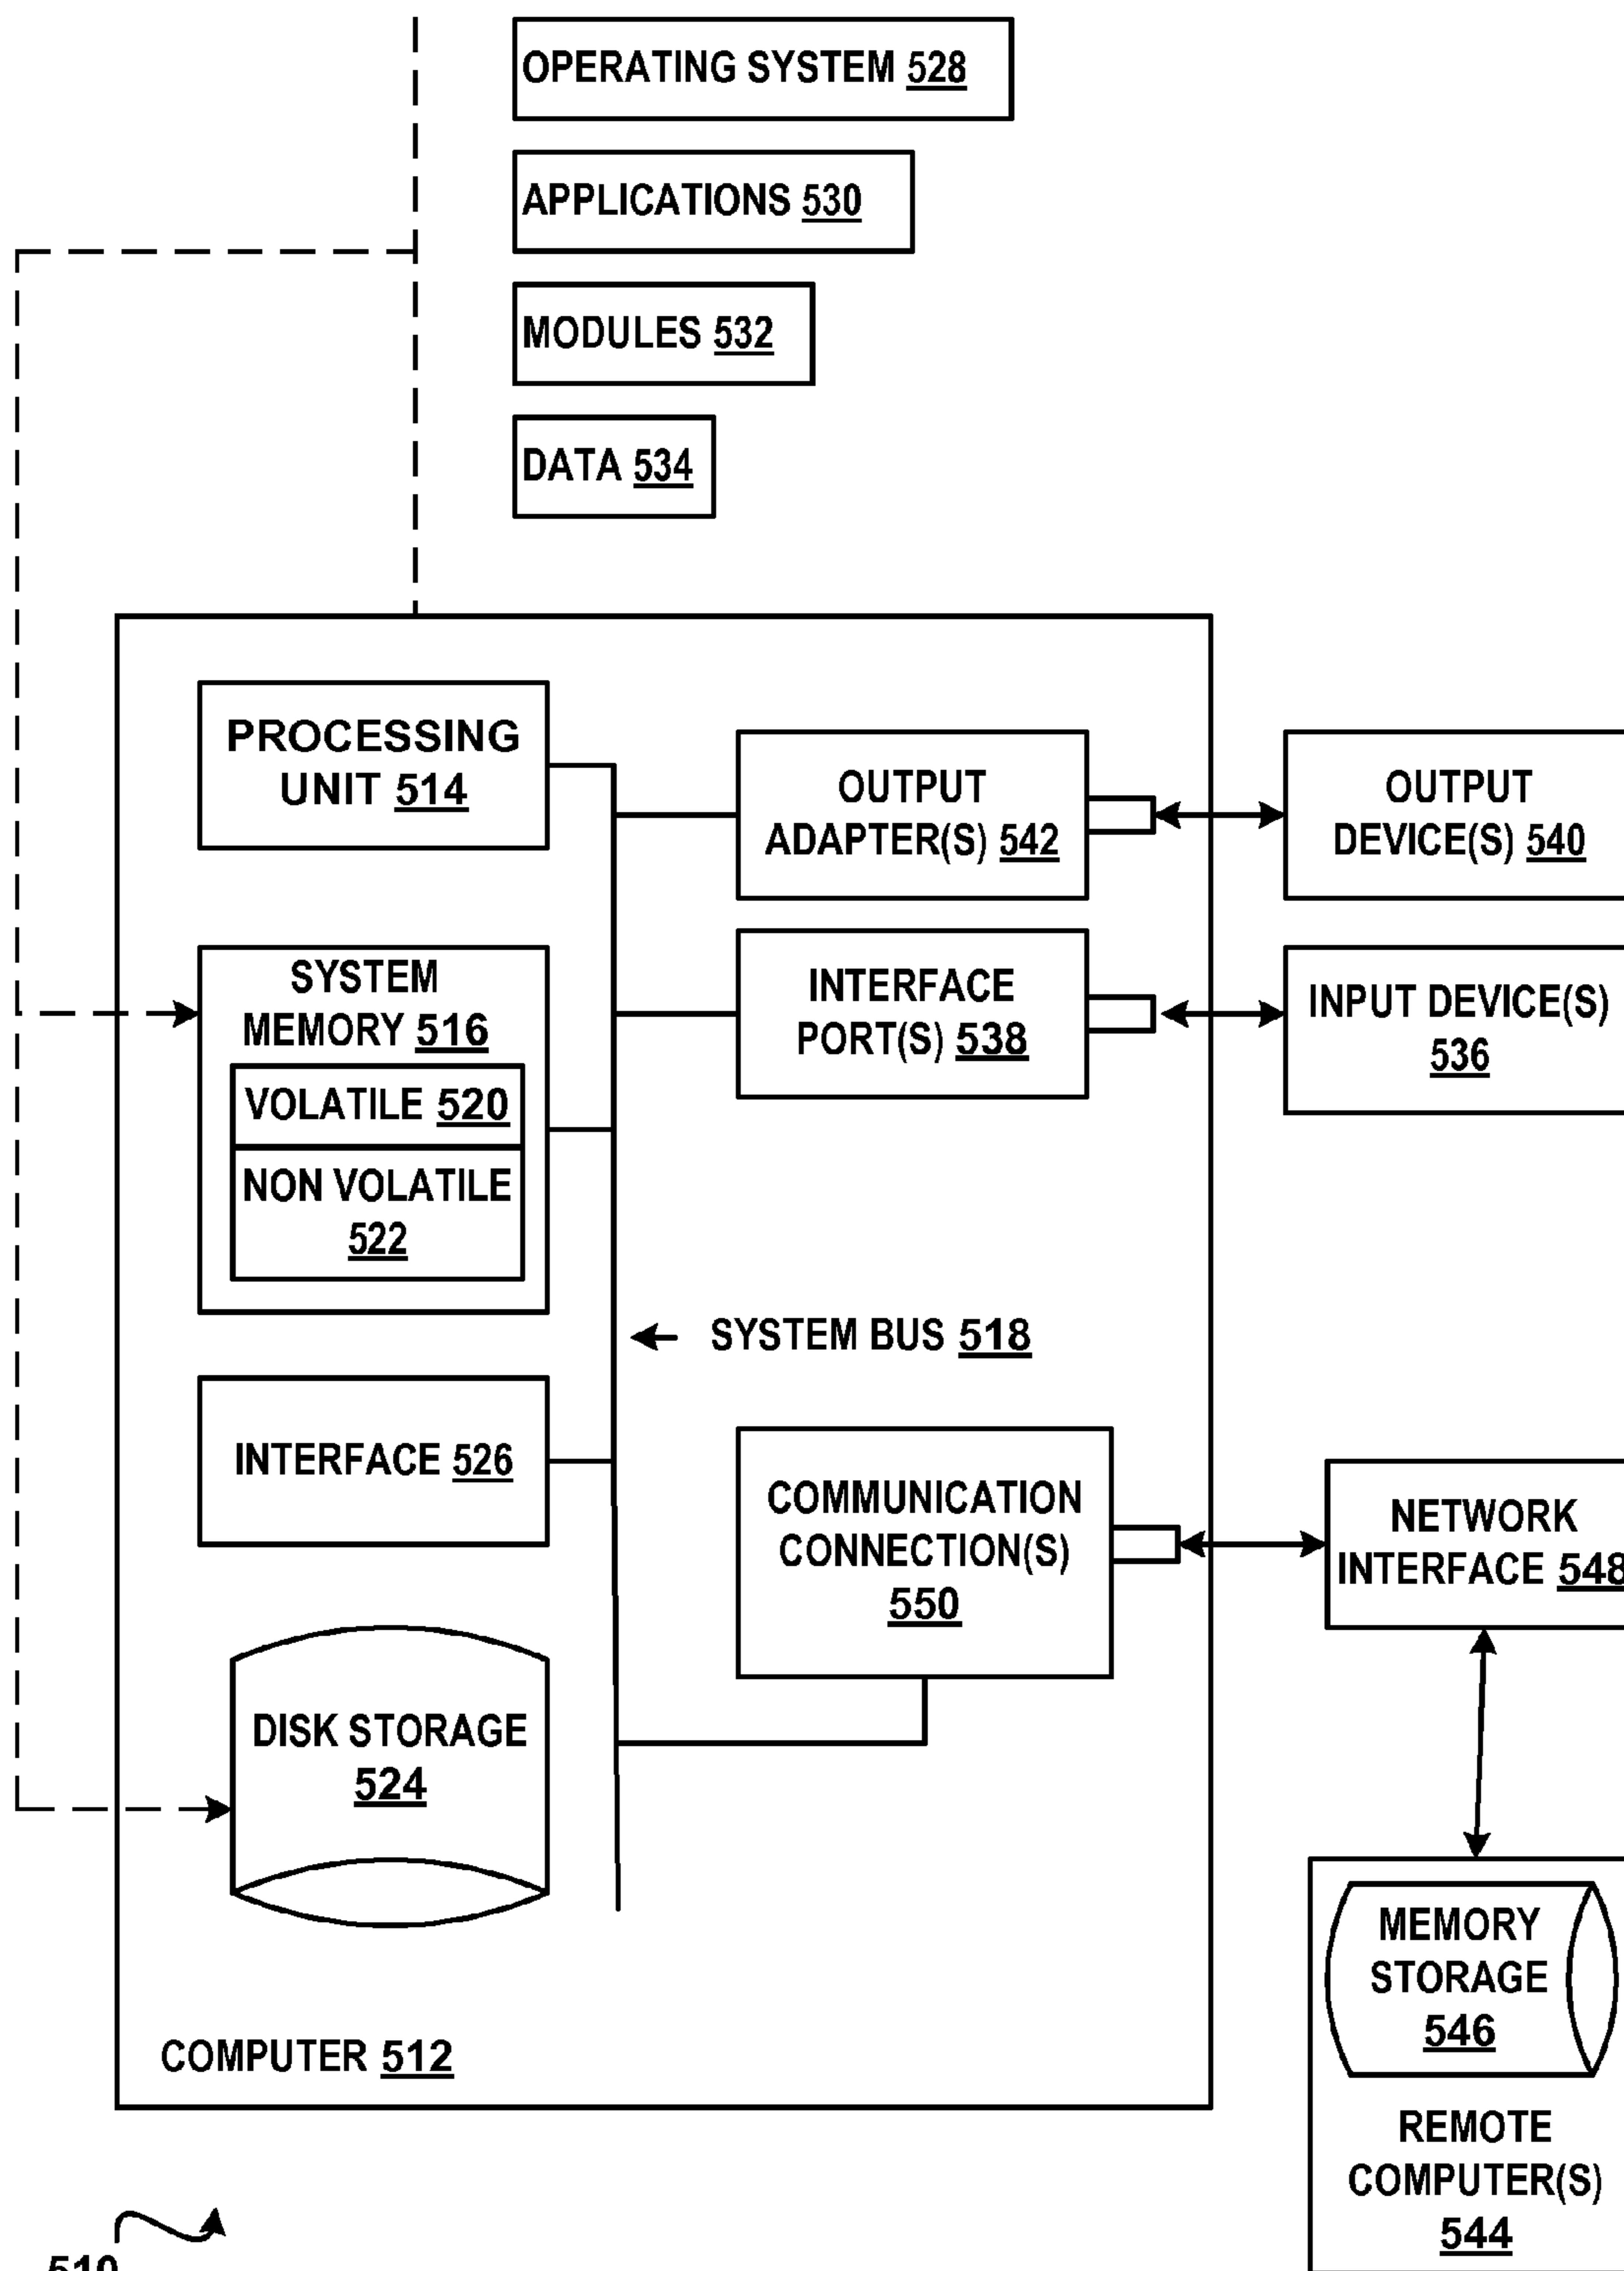 OPERATING SYSTEM 528
APPLICATIONS 530
MODULES 532
DATA 534
PROCESSING
UNIT 514
OUTPUT
ADAPTER(S) 542
OUTPUT
DEVICE(S) 540
SYSTEM
MEMORY 516
VOLATILE 520
NON VOLATILE
522
INTERFACE
PORT(S) 538
INPUT DEVICE(S)
536
SYSTEM BUS 518
INTERFACE 526
COMMUNICATION
CONNECTION(S)
550
NETWORK
INTERFACE 548
DISK STORAGE
524
MEMORY
STORAGE
546
REMOTE
COMPUTER(S)
544
COMPUTER 512
510